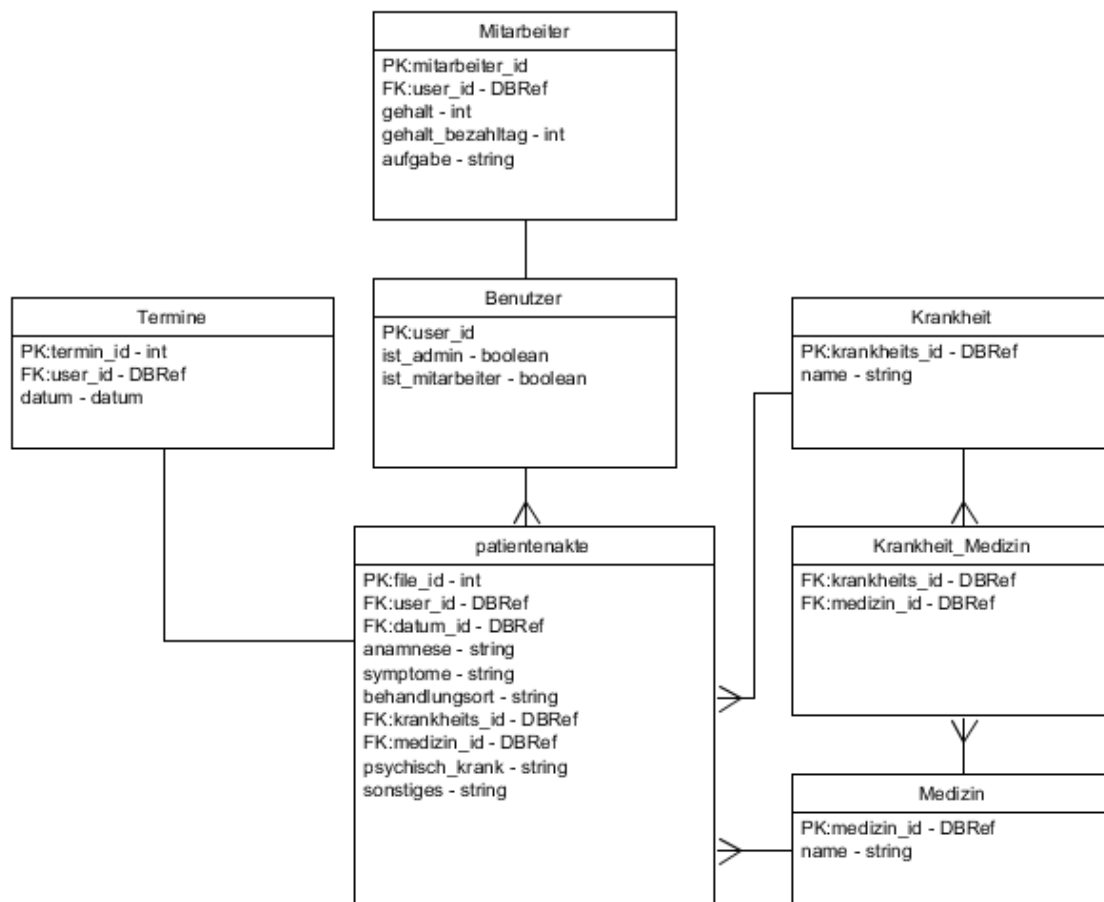 Mitarbeiter
PK:mitarbeiter_id
FK:user_id - DBRef
gehalt - int
gehalt_bezahltag - int
aufgabe - string
Termine
PK:termin_id - int
FK:user_id - DBRef
datum - datum
Benutzer
PK:user_id
ist_admin - boolean
ist_mitarbeiter - boolean
Krankheit
PK:krankheits_id - DBRef
name - string
patientenakte
PK:file_id - int
FK:user_id - DBRef
FK:datum_id - DBRef
anamnese - string
symptome - string
behandlungsort - string
FK:krankheits_id - DBRef
FK:medizin_id - DBRef
psychisch_krank - string
sonstiges - string
Krankheit_Medizin
FK:krankheits_id - DBRef
FK:medizin_id - DBRef
Medizin
PK:medizin_id - DBRef
name - string